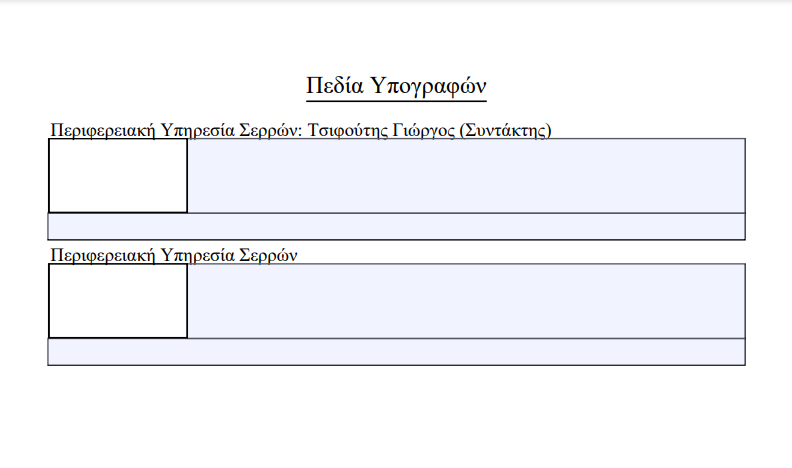 Πεδία Υπογραφών
Περιφερειακή Υπηρεσία Σερρών: Τσιφούτης Γιώργος (Συντάκτης)
Περιφερειακή Υπηρεσία Σερρών